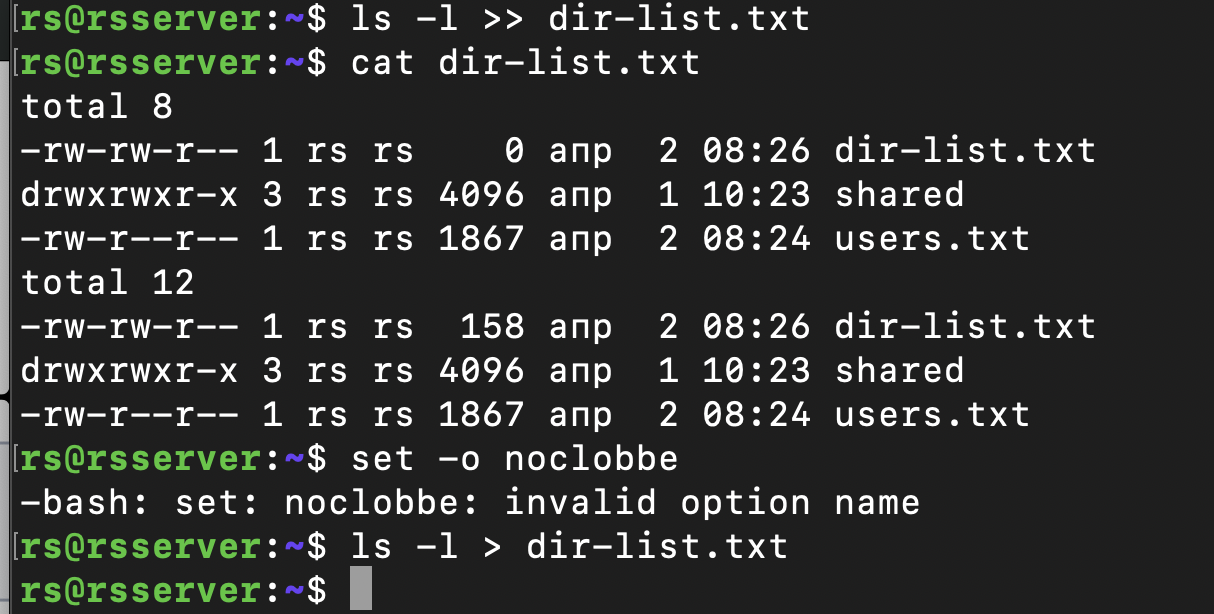 rs@rsserver:~$ ls -l >> dir-list.txt
rs@rsserver:~$ cat dir-list.txt
total 8
-rw-rw-r-- 1 rs rs    0 апр  2 08:26 dir-list.txt
drwxrwxr-x 3 rs rs 4096 апр  1 10:23 shared
-rw-r--r-- 1 rs rs 1867 апр  2 08:24 users.txt
total 12
-rw-rw-r-- 1 rs rs  158 апр  2 08:26 dir-list.txt
drwxrwxr-x 3 rs rs 4096 апр  1 10:23 shared
-rw-r--r-- 1 rs rs 1867 апр  2 08:24 users.txt
rs@rsserver:~$ set -o noclobbe
-bash: set: noclobbe: invalid option name
rs@rsserver:~$ ls -l > dir-list.txt
rs@rsserver:~$